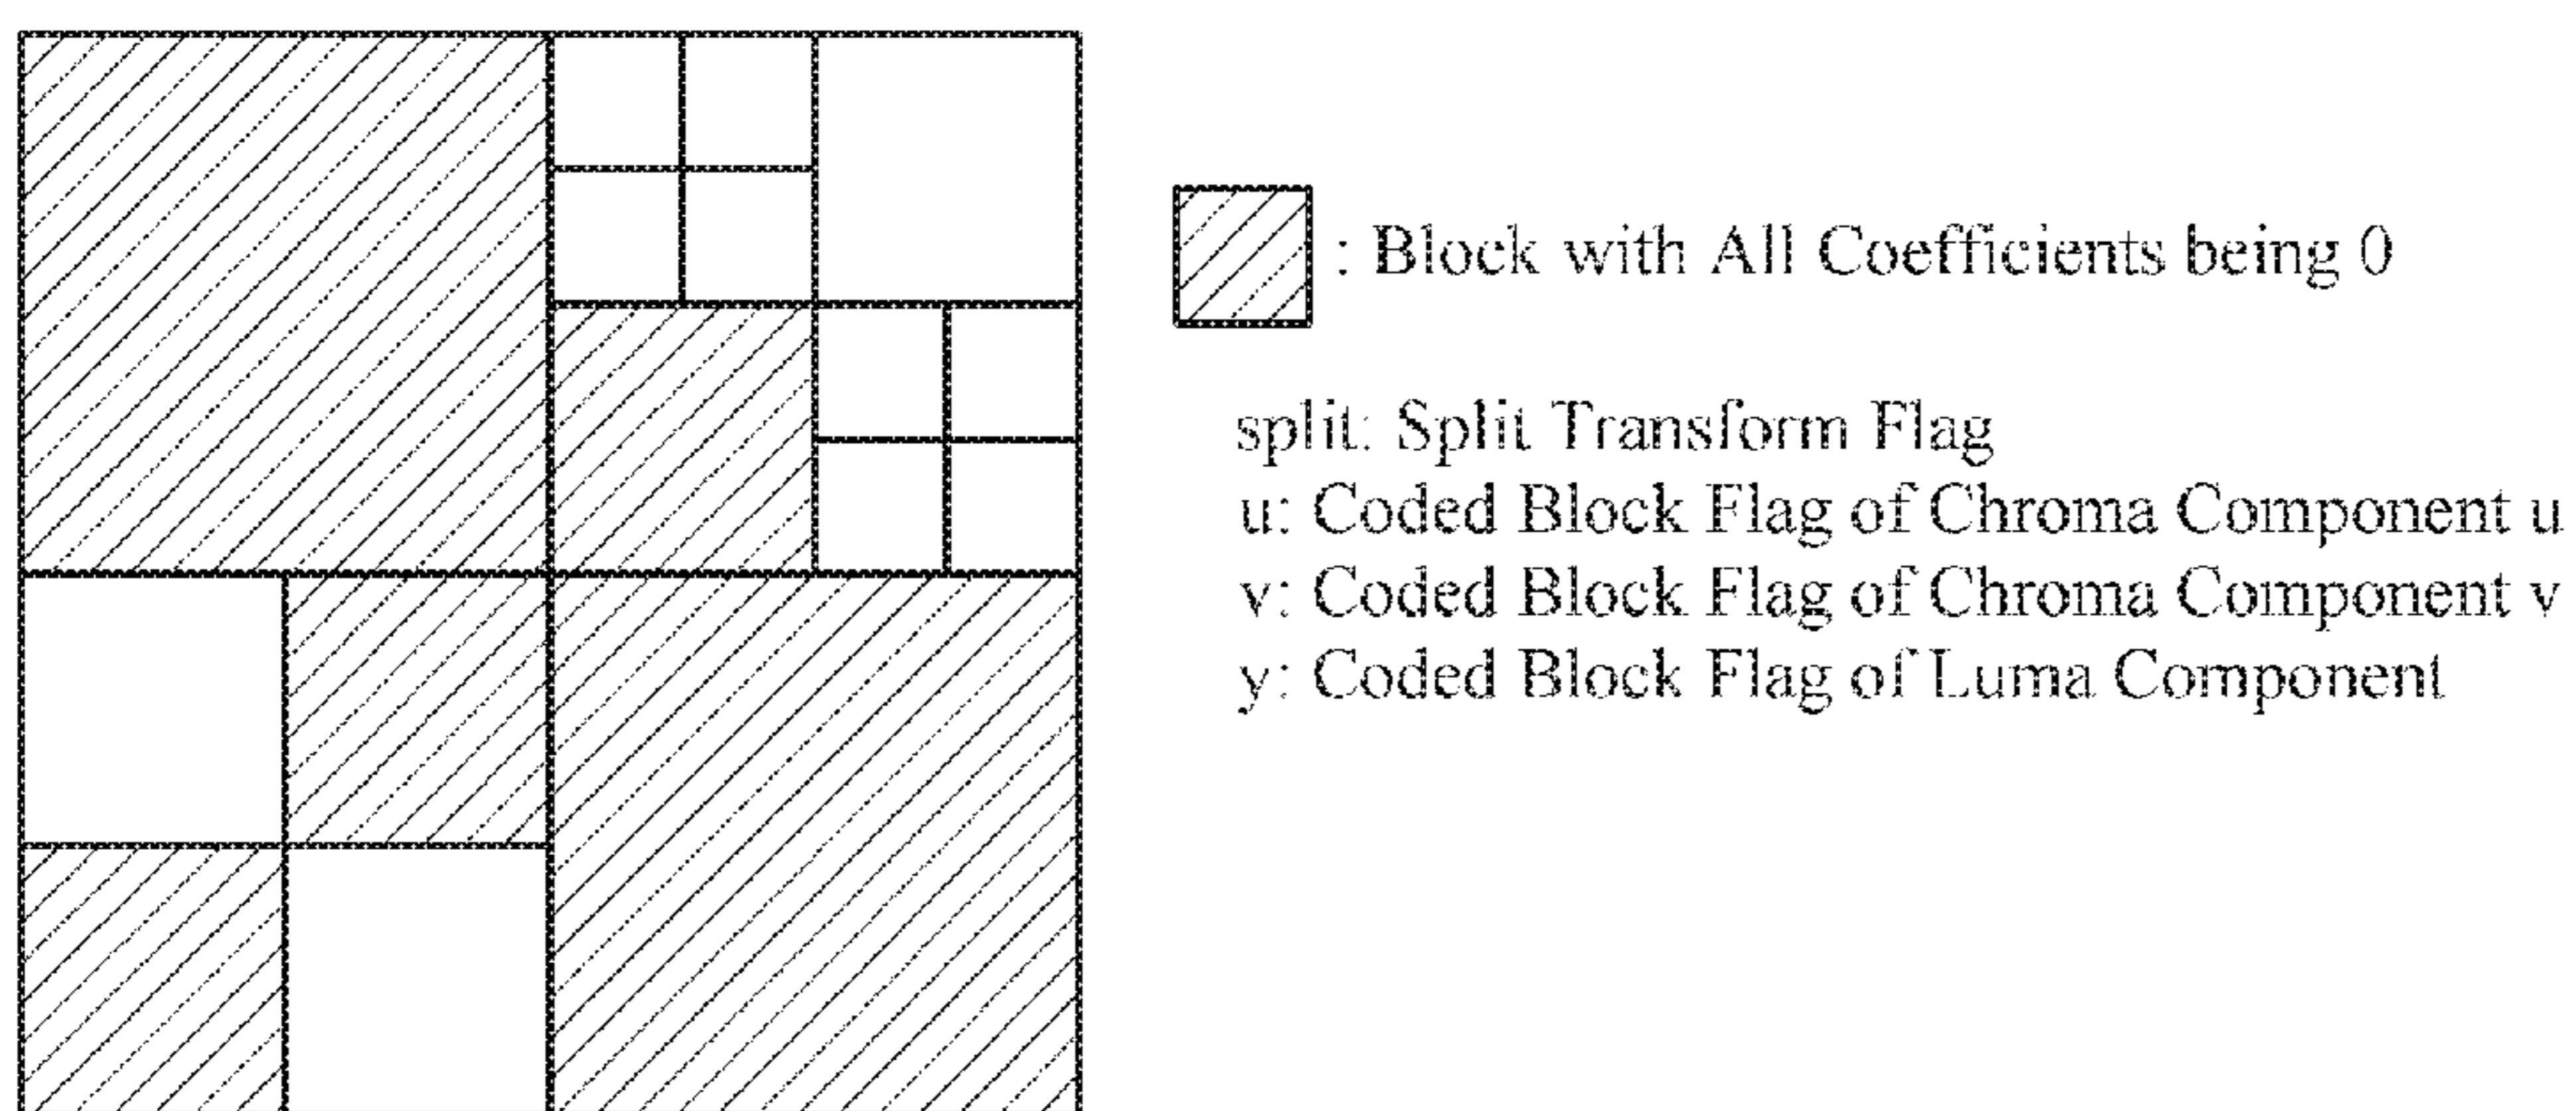 : Block with All Coefficients being 0
split: Split Transform Flag
u: Coded Block Flag of Chroma Component u
v: Coded Block Flag of Chroma Component v
y: Coded Block Flag of Luma Component